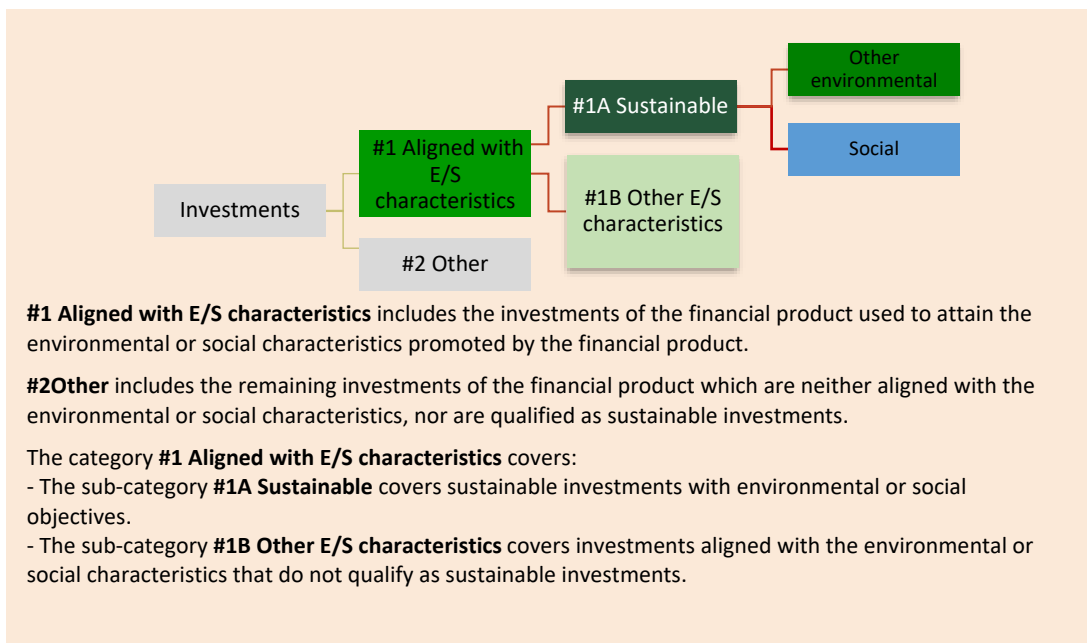 Other
environmental
#1A Sustainable
Social
#1 Aligned with
E/S
characteristics
#1B Other E/S
characteristics
Investments
#2 Other
#1 Aligned with E/S characteristics includes the investments of the financial product used to attain the
environmental or social characteristics promoted by the financial product.
#2Other includes the remaining investments of the financial product which are neither aligned with the
environmental or social characteristics, nor are qualified as sustainable investments.
The category #1 Aligned with E/S characteristics covers:
- The sub-category #1A Sustainable covers sustainable investments with environmental or social
objectives.
- The sub-category #1B Other E/S characteristics covers investments aligned with the environmental or
social characteristics that do not qualify as sustainable investments.